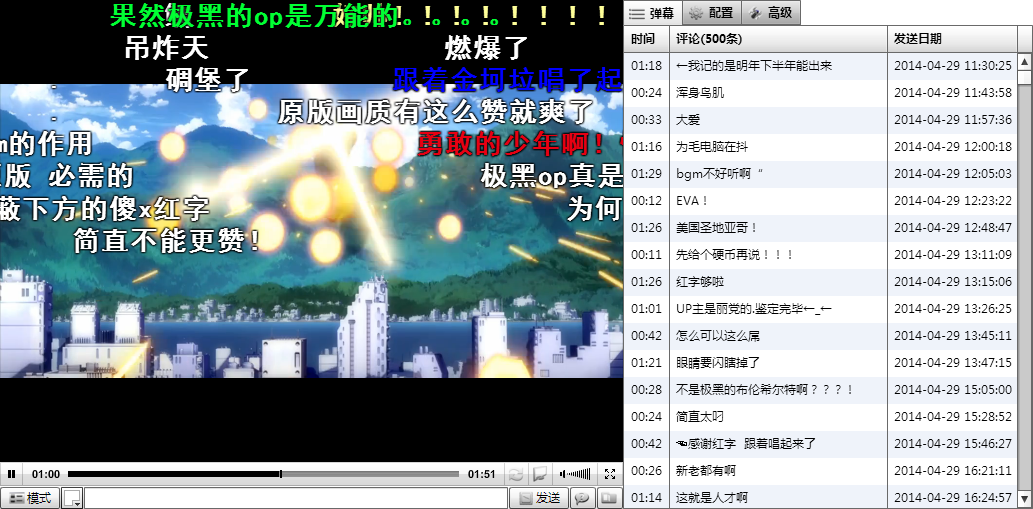 果然极黑的op是万能的。。。。
吊炸天
燃爆了
碉堡了
跟着金坷垃唱了起
原版画质有这么赞就爽了
m的作用
勇敢的少年啊！
版 必需的
极黑op真是
蔽下方的傻x红字
为何
简直不能更赞！
01:00
01:51
模式
发送
弹幕 配置 高级
时间 评论(500条) 发送日期
01:18 ←我记的是明年下半年能出来 2014-04-29 11:30:25
00:24 浑身鸟肌 2014-04-29 11:43:58
00:33 大爱 2014-04-29 11:57:36
01:16 为毛电脑在抖 2014-04-29 12:00:18
01:29 bgm不好听啊“ 2014-04-29 12:05:03
00:12 EVA！ 2014-04-29 12:23:22
01:26 美国圣地亚哥！ 2014-04-29 12:48:47
00:11 先给个硬币再说！！！ 2014-04-29 13:11:09
01:26 红字够啦 2014-04-29 13:15:06
01:01 UP主是丽党的,鉴定完毕←_← 2014-04-29 13:26:25
00:42 怎么可以这么屌 2014-04-29 13:45:11
01:21 眼睛要闪瞎掉了 2014-04-29 13:47:15
00:28 不是极黑的布伦希尔特啊？？？！ 2014-04-29 15:05:00
00:24 简直太叼 2014-04-29 15:28:52
00:42 ☜感谢红字 跟着唱起来了 2014-04-29 15:46:27
00:26 新老都有啊 2014-04-29 16:21:11
01:14 这就是人才啊 2014-04-29 16:24:57